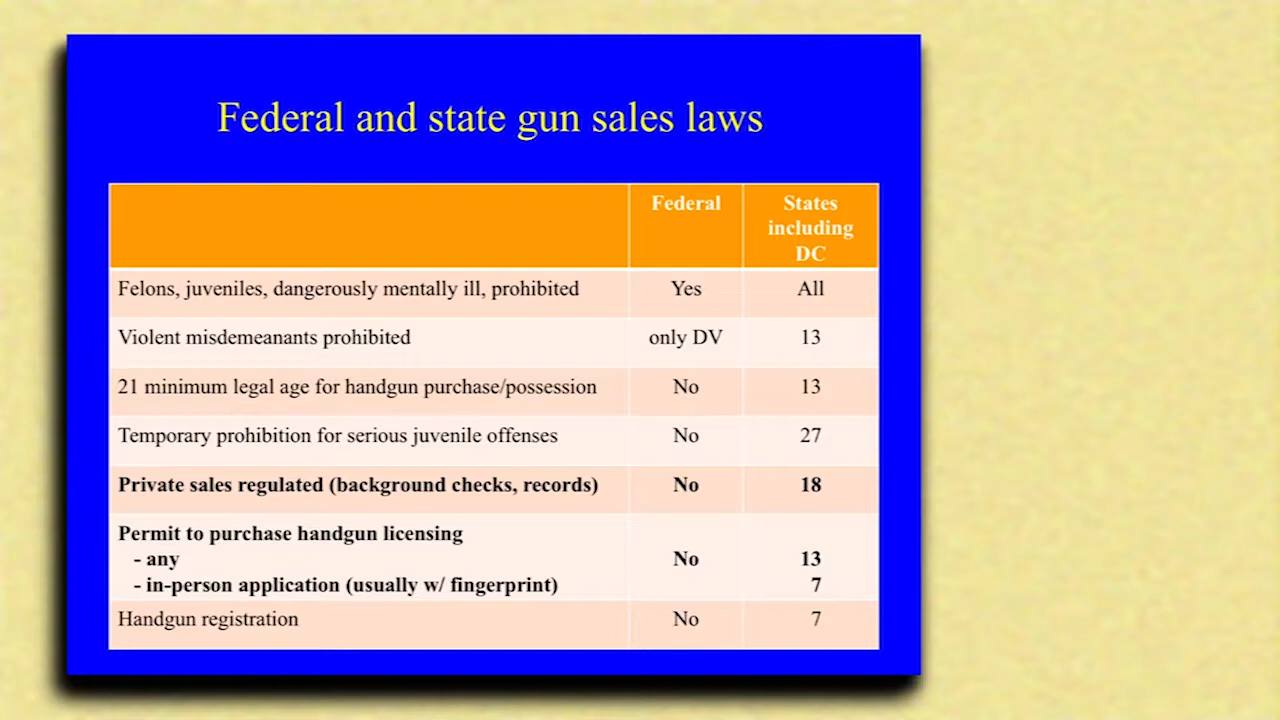 Federal and state gun sales laws
Federal
States
including
DC
Felons, juveniles, dangerously mentally ill, prohibited Yes All
Violent misdemeanants prohibited only DV 13
21 minimum legal age for handgun purchase/possession No 13
Temporary prohibition for serious juvenile offenses No 27
Private sales regulated (background checks, records) No 18
Permit to purchase handgun licensing
- any No 13
- in-person application (usually w/ fingerprint) 7
Handgun registration No 7